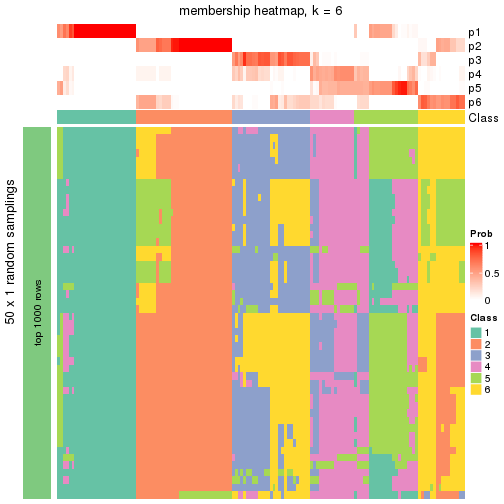 membership heatmap, k = 6
p1
p2
p3
p4
p5
p6
Class
50 x 1 random samplings
top 1000 rows
Prob
1
0.5
0
Class
1
2
3
4
5
6